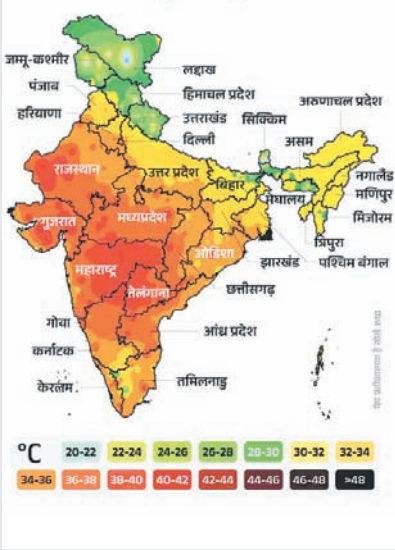 जम्मू-कश्मीर
लद्दाख
पंजाब
हिमाचल प्रदेश
अरुणाचल प्रदेश
हरियाणा
उत्तराखंड
सिक्किम
दिल्ली
असम
राजस्थान
उत्तर प्रदेश
बिहार
नगालैंड
मेघालय
मणिपुर
गुजरात
मध्यप्रदेश
मिजोरम
त्रिपुरा
ओडिशा
झारखंड
पश्चिम बंगाल
महाराष्ट्र
तेलंगाना
छत्तीसगढ़
गोवा
आंध्र प्रदेश
कर्नाटक
केरलम
तमिलनाडु
°C 20-22 22-24 24-26 26-28 28-30 30-32 32-34
34-36 36-38 38-40 40-42 42-44 44-46 46-48 >48